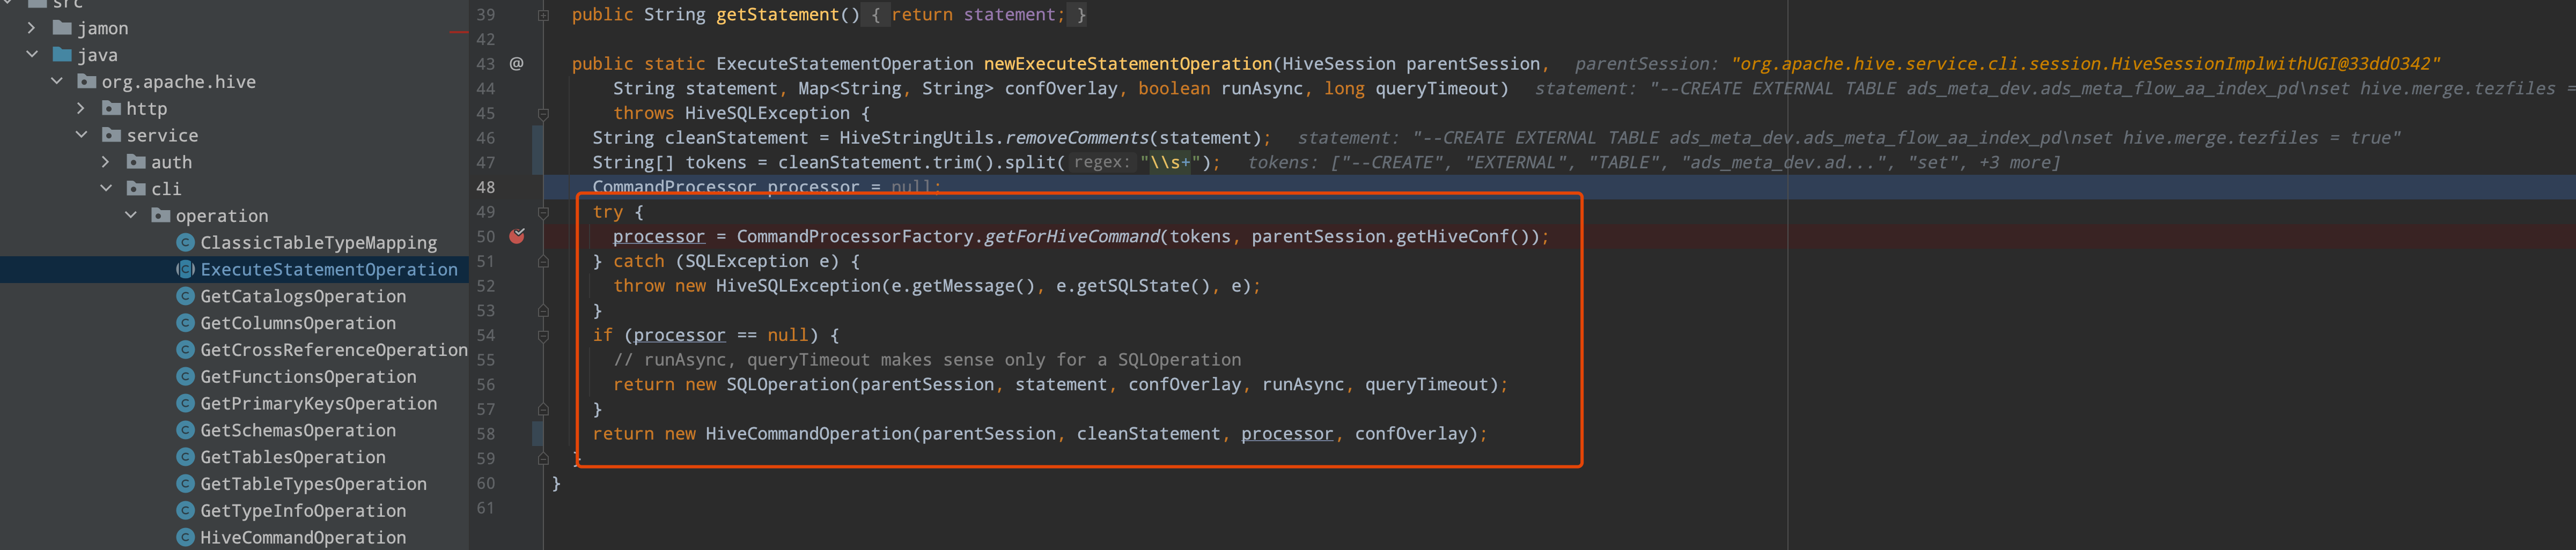 src
jamon
java
org.apache.hive
http
service
auth
cli
operation
ClassicTableTypeMapping
ExecuteStatementOperation
GetCatalogsOperation
GetColumnsOperation
GetCrossReferenceOperation
GetFunctionsOperation
GetPrimaryKeysOperation
GetSchemasOperation
GetTablesOperation
GetTableTypesOperation
GetTypeInfoOperation
HiveCommandOperation
39 public String getStatement() { return statement; }
42
43 @ public static ExecuteStatementOperation newExecuteStatementOperation(HiveSession parentSession, parentSession: "org.apache.hive.service.cli.session.HiveSessionImplwithUGI@33dd0342"
44 String statement, Map<String, String> confOverlay, boolean runAsync, long queryTimeout) statement: "--CREATE EXTERNAL TABLE ads_meta_dev.ads_meta_flow_aa_index_pd\nset hive.merge.tezfiles =
45 throws HiveSQLException {
46 String cleanStatement = HiveStringUtils.removeComments(statement); statement: "--CREATE EXTERNAL TABLE ads_meta_dev.ads_meta_flow_aa_index_pd\nset hive.merge.tezfiles = true"
47 String[] tokens = cleanStatement.trim().split( regex: "\\s+"); tokens: ["--CREATE", "EXTERNAL", "TABLE", "ads_meta_dev.ad...", "set", +3 more]
48 CommandProcessor processor = null;
49 try {
50 processor = CommandProcessorFactory.getForHiveCommand(tokens, parentSession.getHiveConf());
51 } catch (SQLException e) {
52 throw new HiveSQLException(e.getMessage(), e.getSQLState(), e);
53 }
54 if (processor == null) {
55 // runAsync, queryTimeout makes sense only for a SQLOperation
56 return new SQLOperation(parentSession, statement, confOverlay, runAsync, queryTimeout);
57 }
58 return new HiveCommandOperation(parentSession, cleanStatement, processor, confOverlay);
59 }
60 }
61